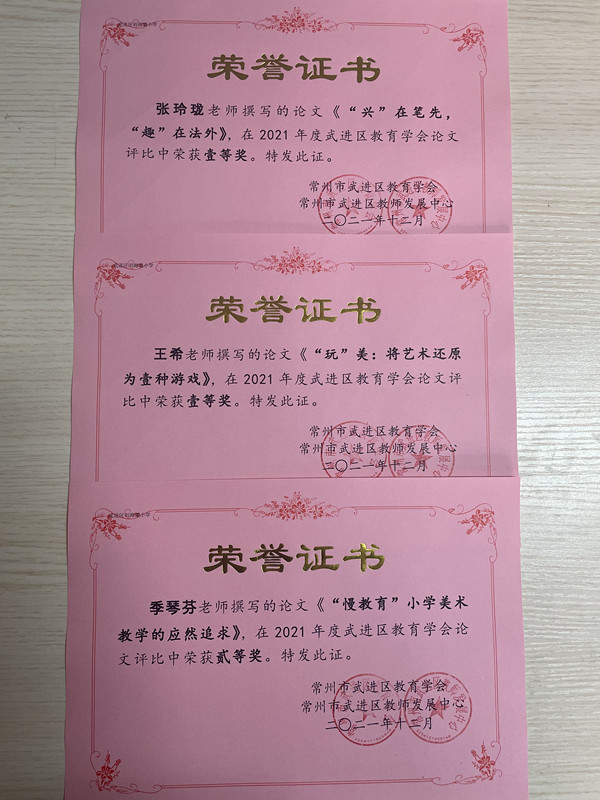 荣誉证书
张玲珑老师撰写的论文《“兴”在笔先，
“趣”在法外》，在2021年度武进区教育学会论文
评比中荣获壹等奖。特发此证。
常州市武进区教育学会
常州市武进区教师发展中心
二〇二一年十二月
荣誉证书
王希老师撰写的论文《“玩”美：将艺术还原
为壹种游戏》，在2021年度武进区教育学会论文评
比中荣获壹等奖。特发此证。
常州市武进区教育学会
常州市武进区教师发展中心
二〇二一年十二月
荣誉证书
季琴芬老师撰写的论文《“慢教育”小学美术
教学的应然追求》，在2021年度武进区教育学会论
文评比中荣获贰等奖。特发此证。
常州市武进区教育学会
常州市武进区教师发展中心
二〇二一年十二月